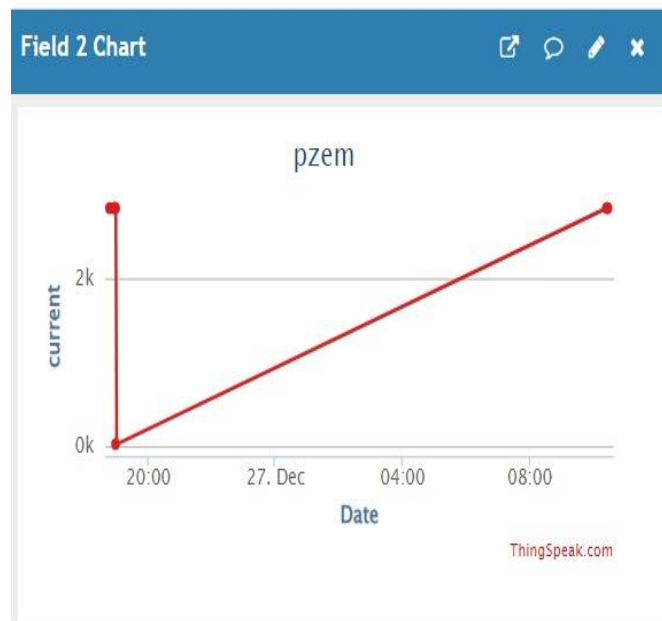 Field 2 Chart
pzem
current
2k
0k
20:00
27. Dec
04:00
08:00
Date
ThingSpeak.com